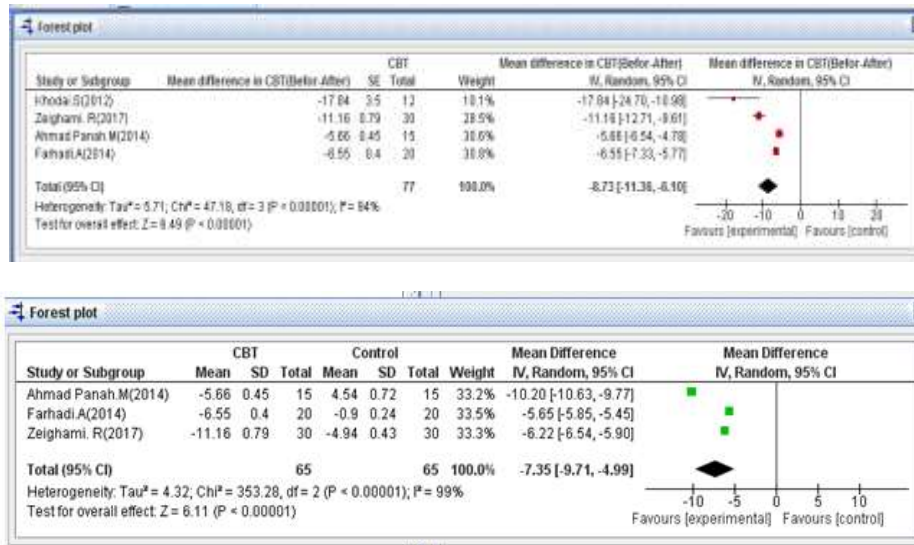 Forest plot
CBT Mean difference in CBT(Befor-After) Mean difference in CBT(Befor-After)
Study or Subgroup Mean difference in CBT(Befor-After) SE Total Weight IV, Random, 95% CI IV, Random, 95% CI
Khodai.S(2012) -17.84 3.5 12 10.1% -17.84 [-24.70, -10.98]
Zeighami. R(2017) -11.16 0.79 30 28.5% -11.16 [-12.71, -9.61]
Ahmad Panah.M(2014) -5.66 0.45 15 30.6% -5.66 [-6.54, -4.78]
Farhadi.A(2014) -6.55 0.4 20 30.8% -6.55 [-7.33, -5.77]
Total (95% CI) 77 100.0% -8.73 [-11.36, -6.10]
Heterogeneity: Tau² = 5.71; Chi² = 47.18, df = 3 (P < 0.00001); I² = 94%
Test for overall effect: Z = 6.49 (P < 0.00001)
-20 -10 0 10 20
Favours [experimental] Favours [control]
Forest plot
CBT Control Mean Difference Mean Difference
Study or Subgroup Mean SD Total Mean SD Total Weight IV, Random, 95% CI IV, Random, 95% CI
Ahmad Panah.M(2014) -5.66 0.45 15 4.54 0.72 15 33.2% -10.20 [-10.63, -9.77]
Farhadi.A(2014) -6.55 0.4 20 -0.9 0.24 20 33.5% -5.65 [-5.85, -5.45]
Zeighami. R(2017) -11.16 0.79 30 -4.94 0.43 30 33.3% -6.22 [-6.54, -5.90]
Total (95% CI) 65 65 100.0% -7.35 [-9.71, -4.99]
Heterogeneity: Tau² = 4.32; Chi² = 353.28, df = 2 (P < 0.00001); I² = 99%
Test for overall effect: Z = 6.11 (P < 0.00001)
-10 -5 0 5 10
Favours [experimental] Favours [control]